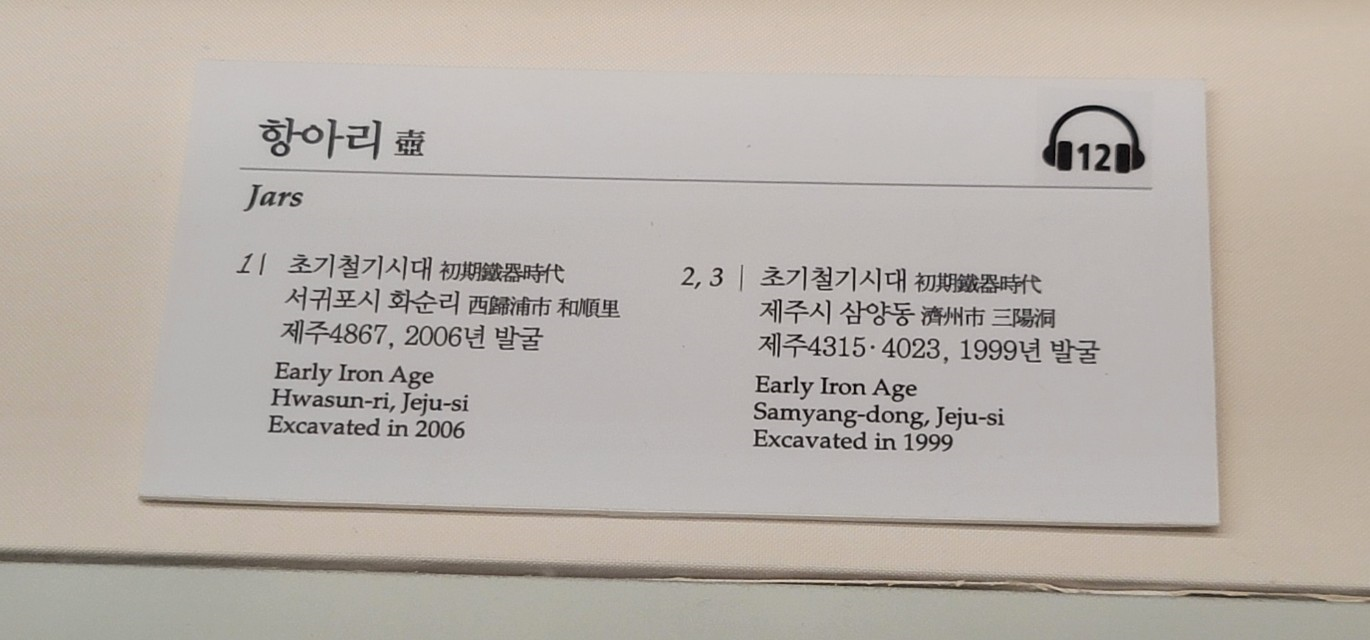 항아리 壺
12
Jars
1 | 초기철기시대 初期鐵器時代
서귀포시 화순리 西歸浦市 和順里
제주4867, 2006년 발굴
Early Iron Age
Hwasun-ri, Jeju-si
Excavated in 2006
2, 3 | 초기철기시대 初期鐵器時代
제주시 삼양동 濟州市 三陽洞
제주4315·4023, 1999년 발굴
Early Iron Age
Samyang-dong, Jeju-si
Excavated in 1999